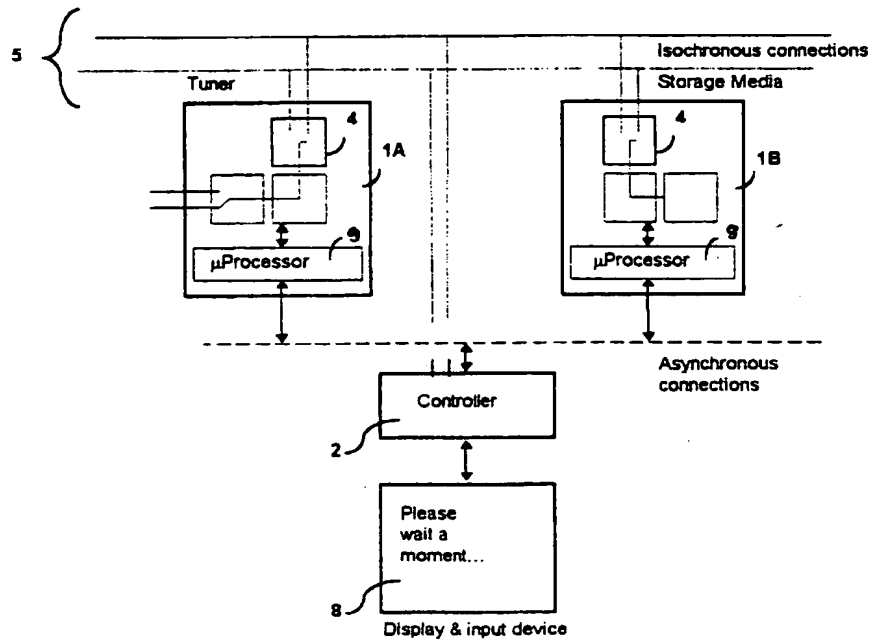 5
Isochronous connections
Tuner
Storage Media
4
4
1A
1B
9
9
µProcessor
µProcessor
Asynchronous
connections
Controller
2
Please
wait a
moment...
8
Display & input device